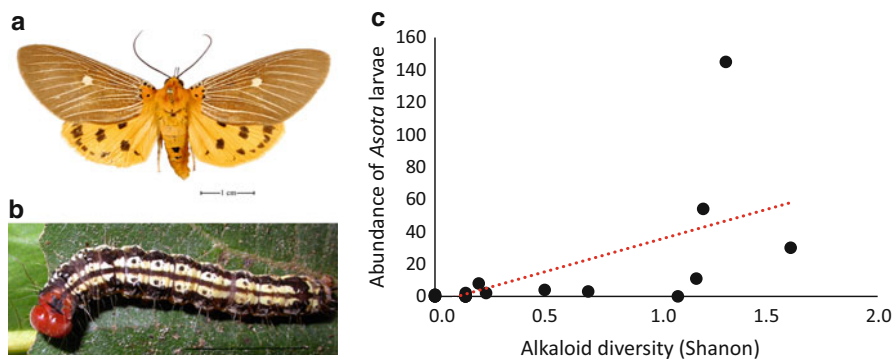 a
1 cm
b
c
Abundance of Asota larvae
160
140
120
100
80
60
40
20
0
0.0 0.5 1.0 1.5 2.0
Alkaloid diversity (Shanon)